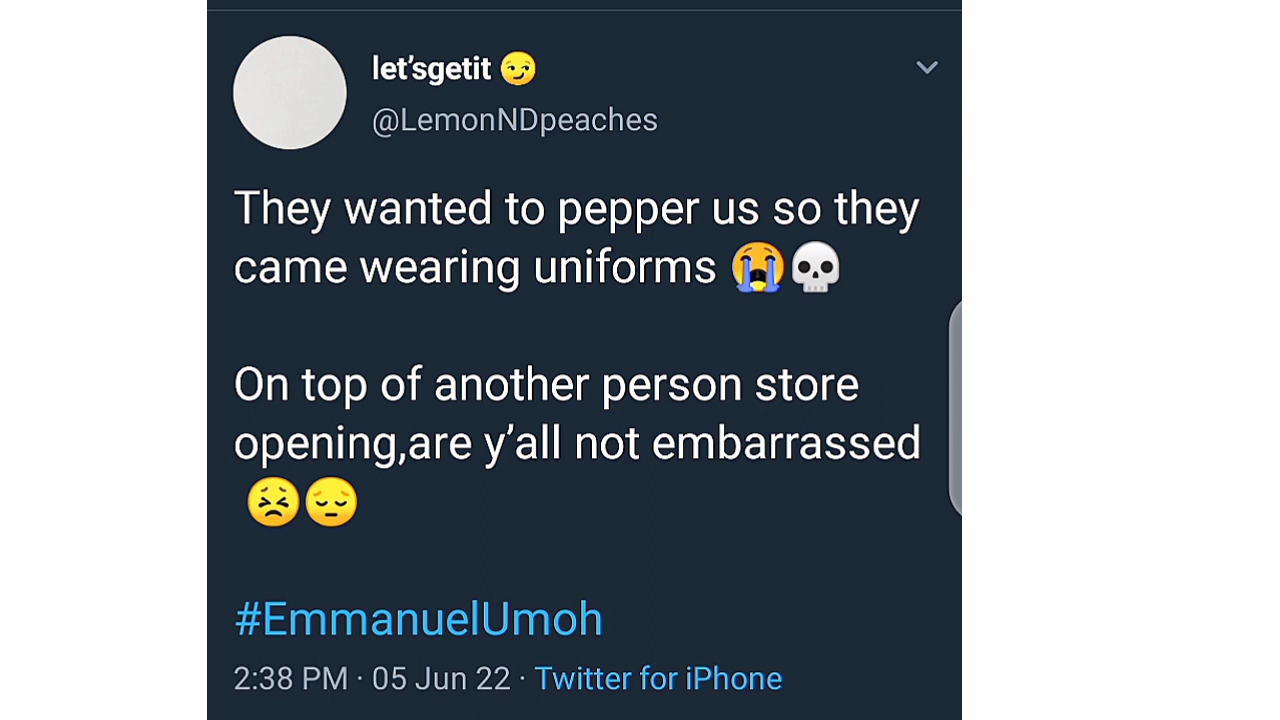 let’sgetit 😏
@LemonNDpeaches
They wanted to pepper us so they
came wearing uniforms 😭💀
On top of another person store
opening,are y’all not embarrassed
😣😔
#EmmanuelUmoh
2:38 PM · 05 Jun 22 · Twitter for iPhone